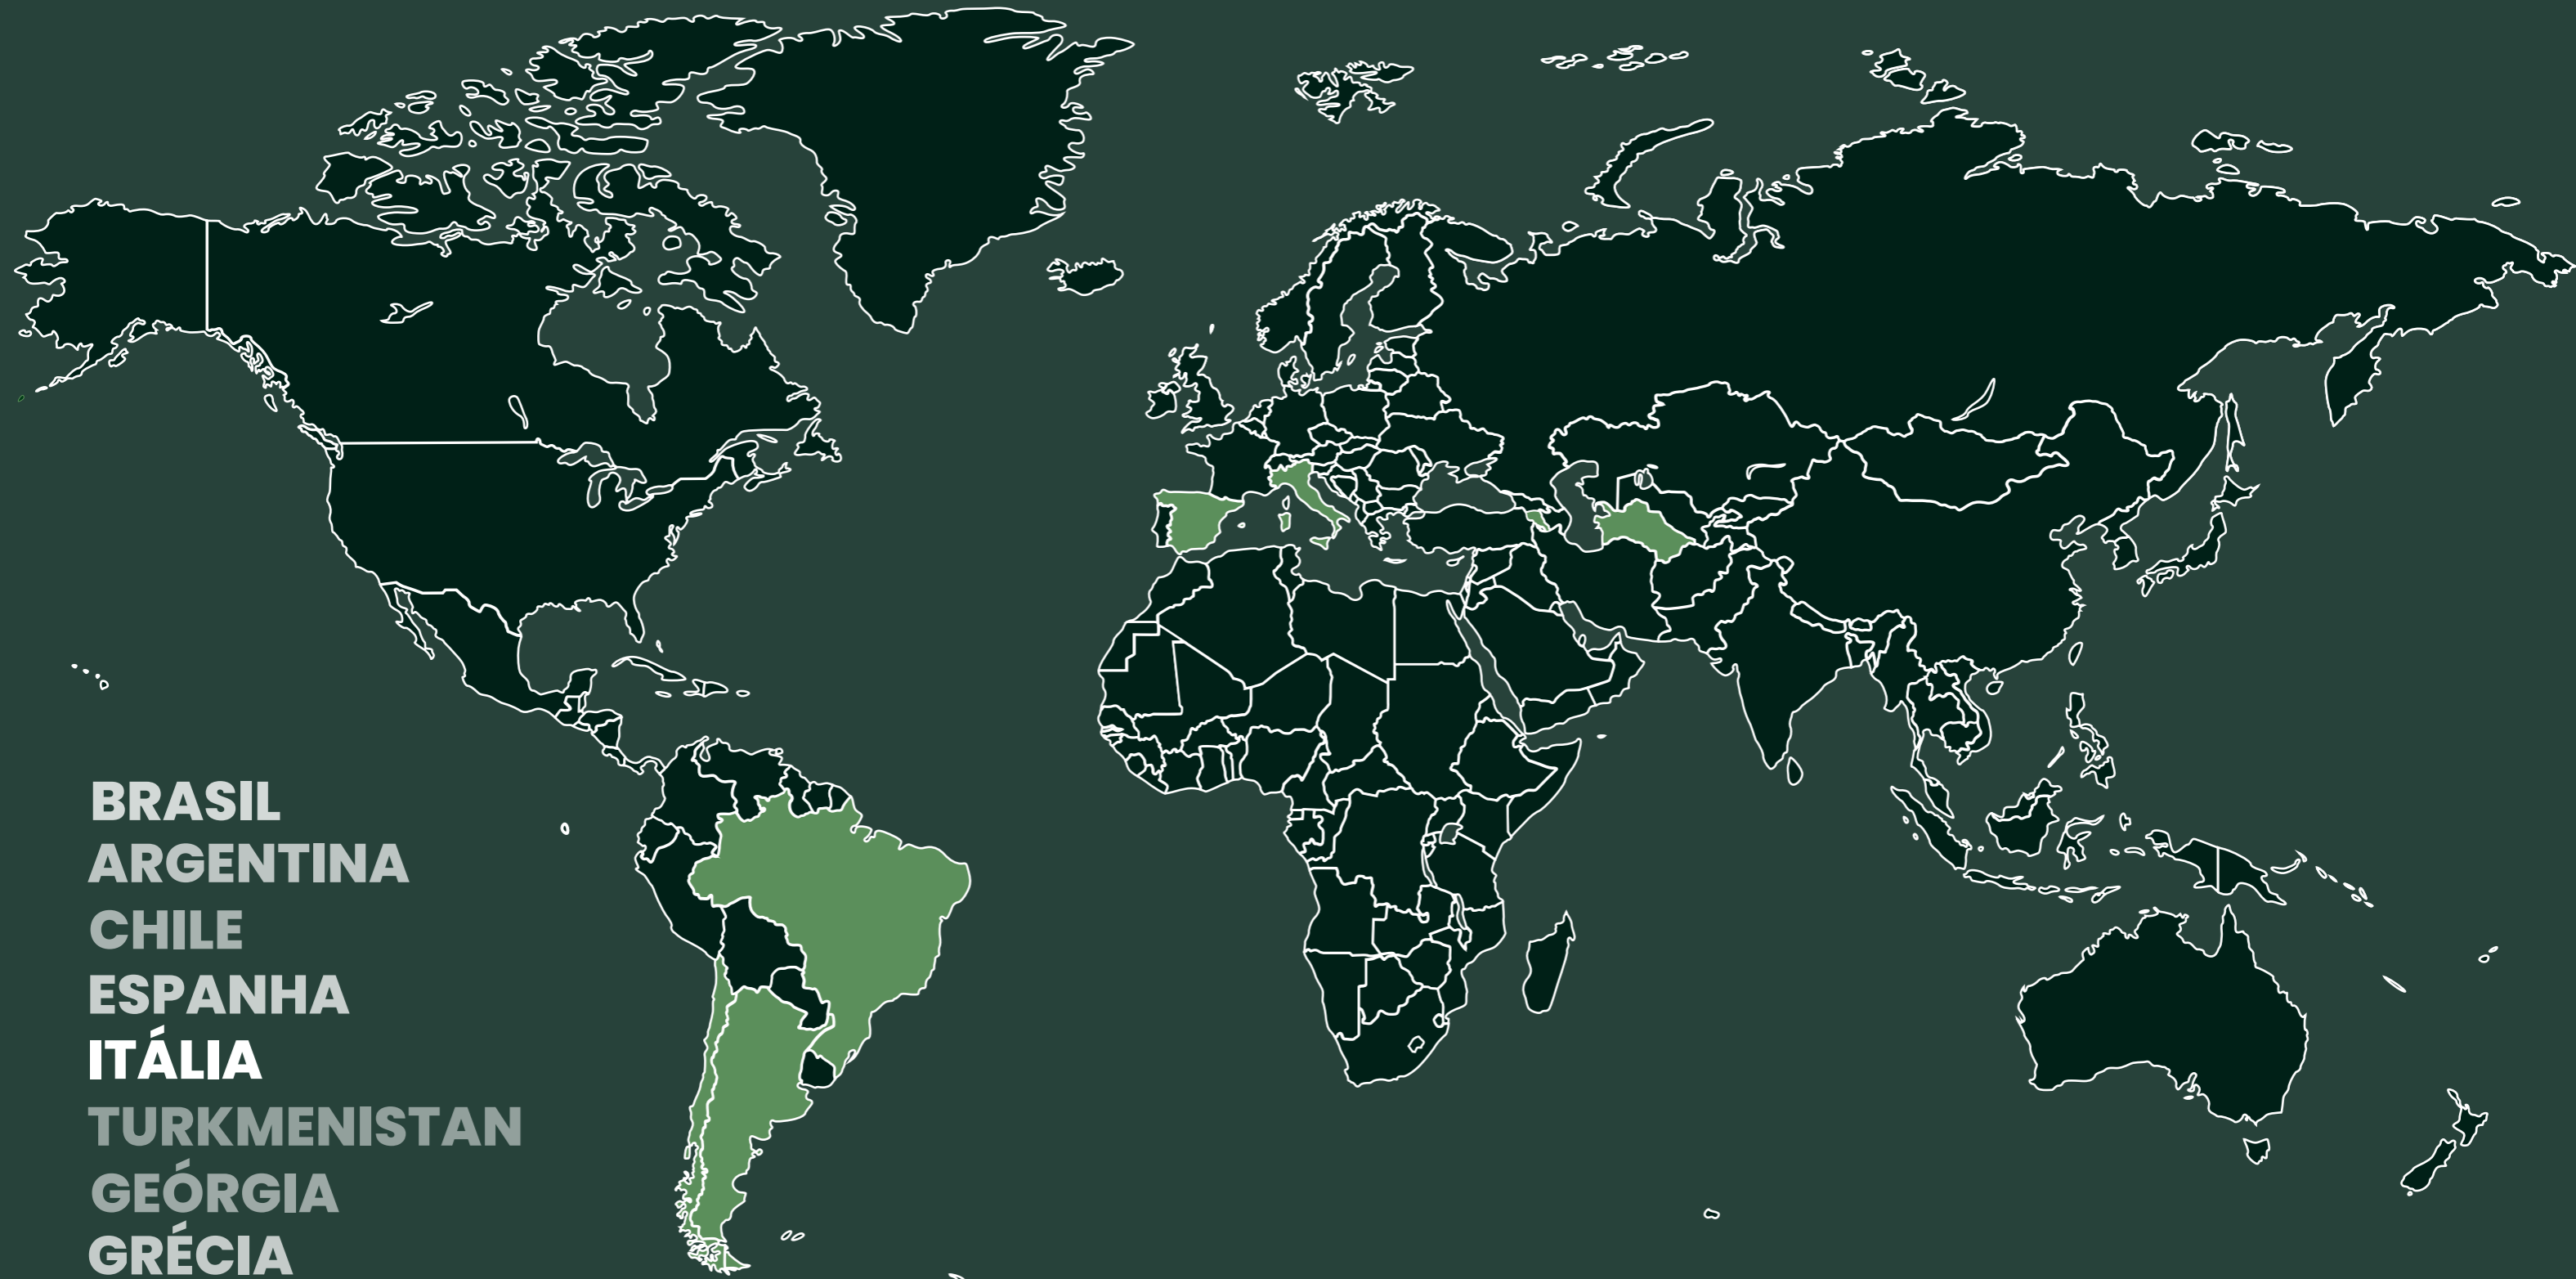 BRASIL
ARGENTINA
CHILE
ESPANHA
ITÁLIA
TURKMENISTAN
GEÓRGIA
GRÉCIA